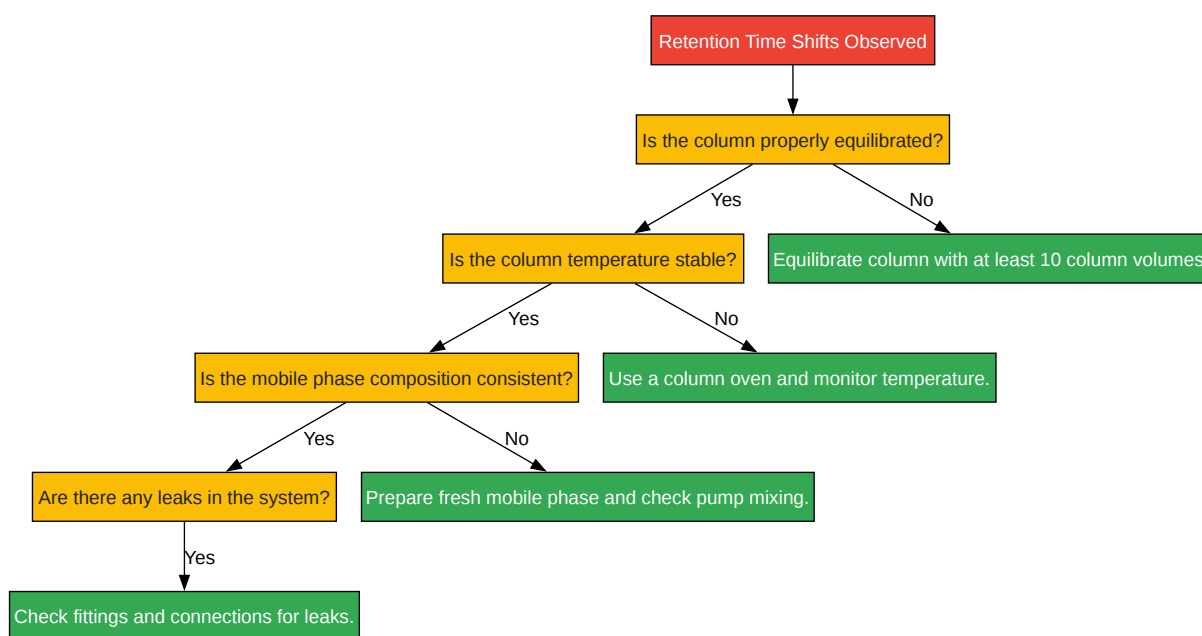 Retention Time Shifts Observed
Is the column properly equilibrated?
Yes
No
Is the column temperature stable?
Equilibrate column with at least 10 column volumes
Yes
No
Is the mobile phase composition consistent?
Use a column oven and monitor temperature.
Yes
No
Are there any leaks in the system?
Prepare fresh mobile phase and check pump mixing.
Yes
Check fittings and connections for leaks.